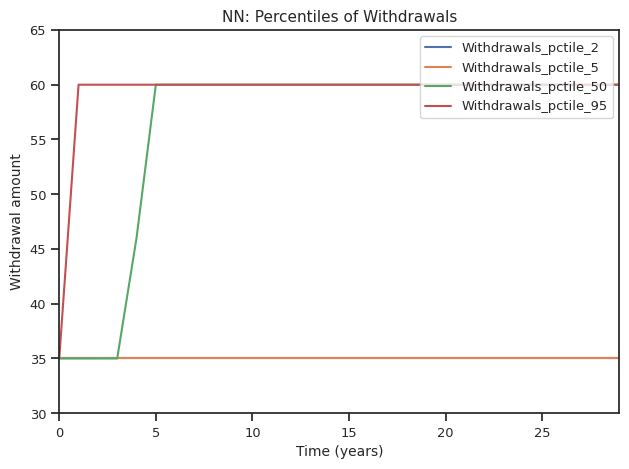 NN: Percentiles of Withdrawals
65
60
55
50
45
40
35
30
Withdrawal amount
Withdrawals_pctile_2
Withdrawals_pctile_5
Withdrawals_pctile_50
Withdrawals_pctile_95
0 5 10 15 20 25
Time (years)